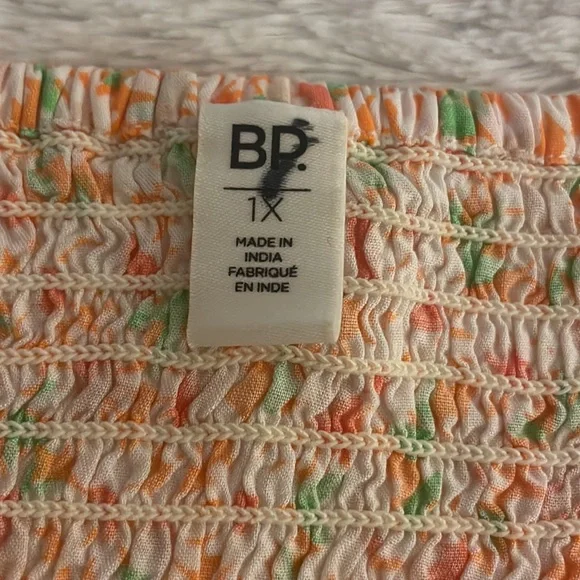 BP.
1X
MADE IN
INDIA
FABRIQUÉ
EN INDE